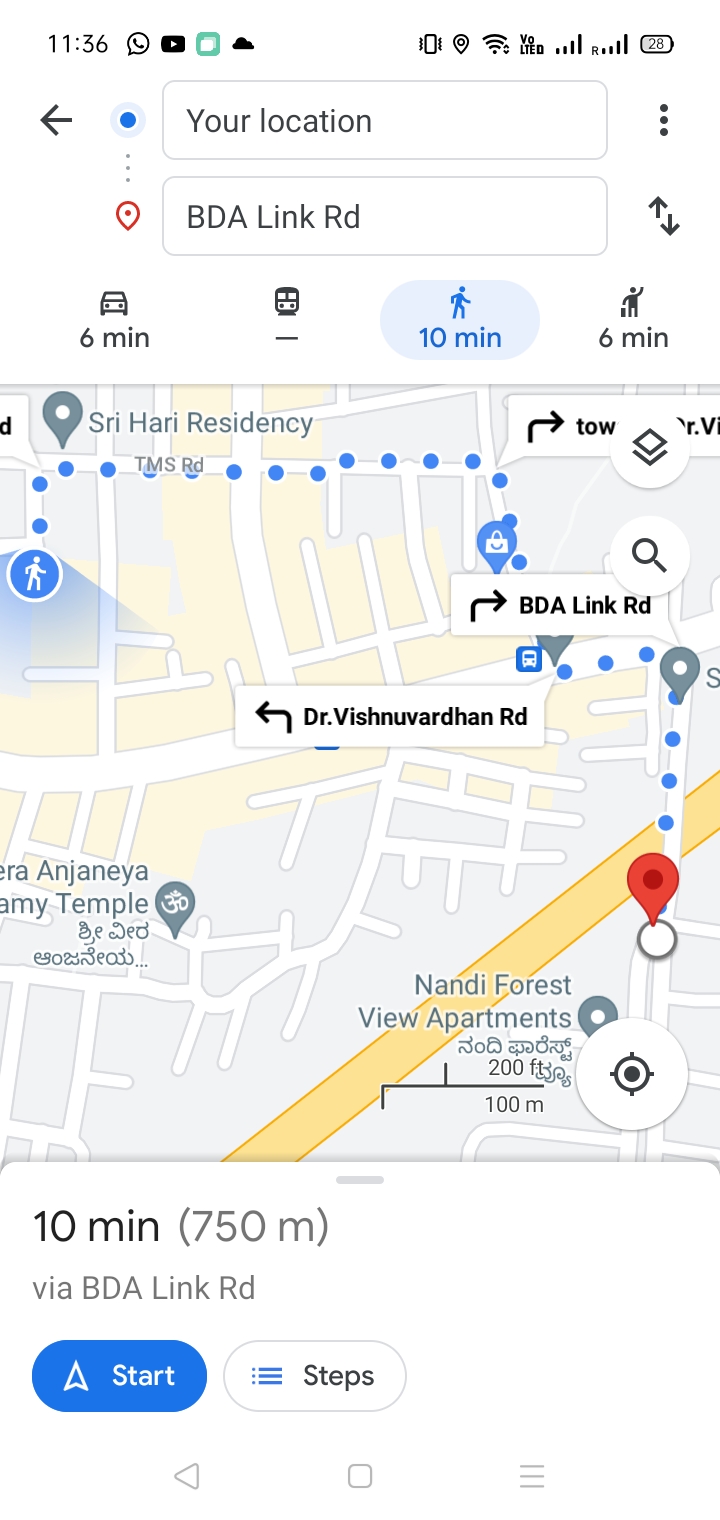 11:36
Vo LTED
R
28
Your location
BDA Link Rd
6 min
—
10 min
6 min
d
Sri Hari Residency
TMS Rd
tow
Dr.Vi
BDA Link Rd
S
Dr.Vishnuvardhan Rd
era Anjaneya
amy Temple
ಶ್ರೀ ವೀರ
ಆಂಜನೇಯ...
Nandi Forest
View Apartments
ನಂದಿ ಫಾರೆಸ್ಟ್
200 ft
100 m
10 min (750 m)
via BDA Link Rd
Start
Steps